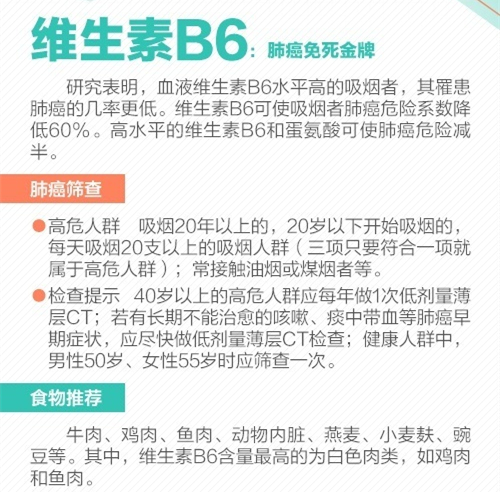 维生素B6：肺癌免死金牌
研究表明，血液维生素B6水平高的吸烟者，其罹患
肺癌的几率更低。维生素B6可使吸烟者肺癌危险系数降
低60%。高水平的维生素B6和蛋氨酸可使肺癌危险减
半。
肺癌筛查
●高危人群 吸烟20年以上的，20岁以下开始吸烟的，
每天吸烟20支以上的吸烟人群（三项只要符合一项就
属于高危人群）；常接触油烟或煤烟者等。
●检查提示 40岁以上的高危人群应每年做1次低剂量薄
层CT；若有长期不能治愈的咳嗽、痰中带血等肺癌早
期症状，应尽快做低剂量薄层CT检查；健康人群中，
男性50岁、女性55岁时应筛查一次。
食物推荐
牛肉、鸡肉、鱼肉、动物内脏、燕麦、小麦麸、豌
豆等。其中，维生素B6含量最高的为白色肉类，如鸡肉
和鱼肉。